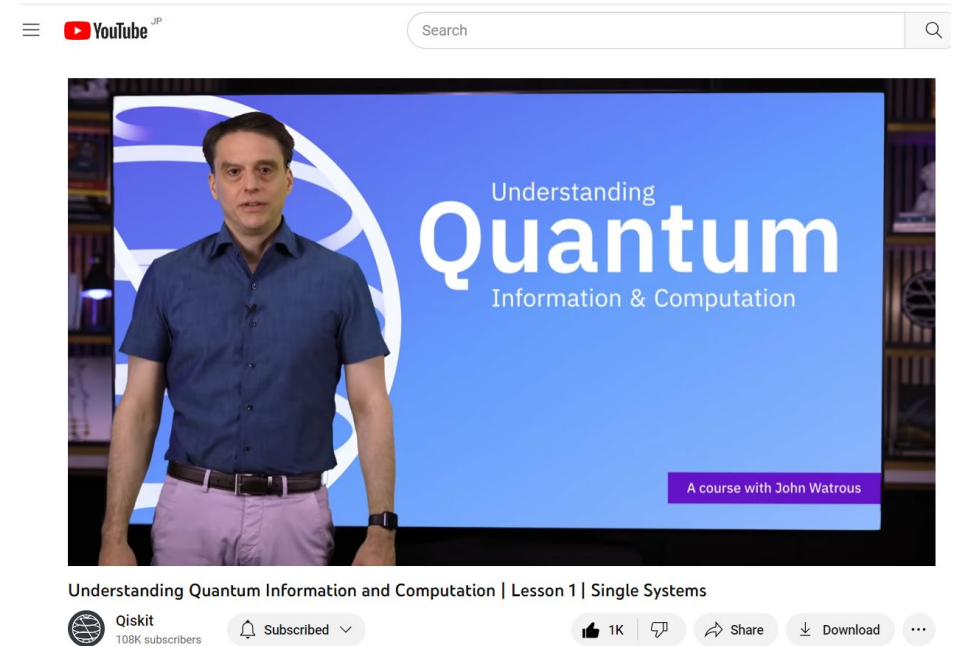 YouTube JP
Search
Understanding
Quantum
Information & Computation
A course with John Watrous
Understanding Quantum Information and Computation | Lesson 1 | Single Systems
Qiskit
108K subscribers
Subscribed
1K
Share
Download